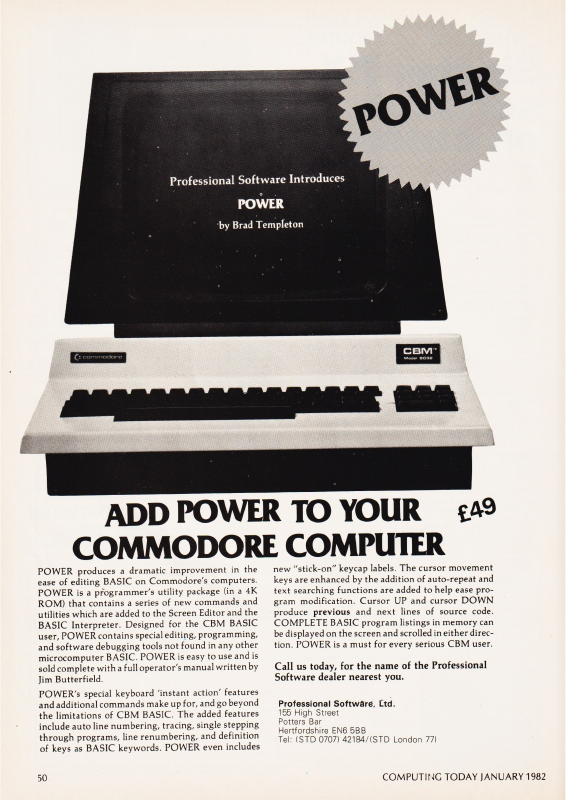 POWER
Professional Software Introduces
POWER
by Brad Templeton
commodore
CBM™
Model 8032
ADD POWER TO YOUR
COMMODORE COMPUTER
£49
POWER produces a dramatic improvement in the
ease of editing BASIC on Commodore's computers.
POWER is a programmer's utility package (in a 4K
ROM) that contains a series of new commands and
utilities which are added to the Screen Editor and the
BASIC Interpreter. Designed for the CBM BASIC
user, POWER contains special editing, programming,
and software debugging tools not found in any other
microcomputer BASIC. POWER is easy to use and is
sold complete with a full operator's manual written by
Jim Butterfield.
POWER's special keyboard 'instant action' features
and additional commands make up for, and go beyond
the limitations of CBM BASIC. The added features
include auto line numbering, tracing, single stepping
through programs, line renumbering, and definition
of keys as BASIC keywords. POWER even includes
new "stick-on" keycap labels. The cursor movement
keys are enhanced by the addition of auto-repeat and
text searching functions are added to help ease pro-
gram modification. Cursor UP and cursor DOWN
produce previous and next lines of source code.
COMPLETE BASIC program listings in memory can
be displayed on the screen and scrolled in either direc-
tion. POWER is a must for every serious CBM user.
Call us today, for the name of the Professional
Software dealer nearest you.
Professional Software, Ltd.
155 High Street
Potters Bar
Hertfordshire EN6 5BB
Tel: (STD 0707) 42184/(STD London 77)
50
COMPUTING TODAY JANUARY 1982